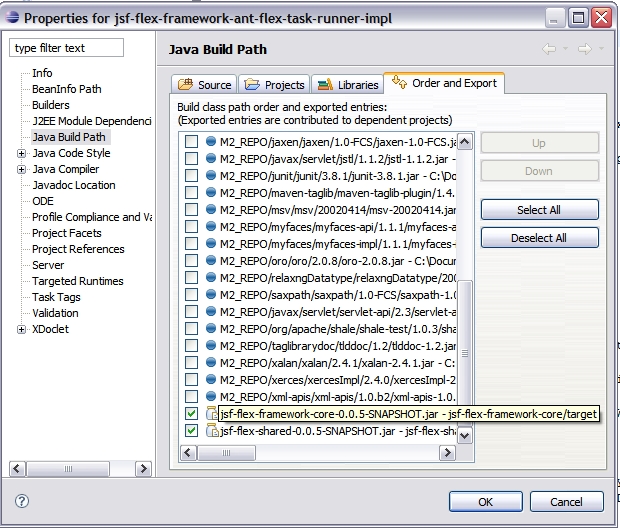 Properties for jsf-flex-framework-ant-flex-task-runner-impl
type filter text
Info
BeanInfo Path
Builders
J2EE Module Dependenci
Java Build Path
Java Code Style
Java Compiler
Javadoc Location
ODE
Profile Compliance and Va
Project Facets
Project References
Server
Targeted Runtimes
Task Tags
Validation
XDoclet
Java Build Path
Source
Projects
Libraries
Order and Export
Build class path order and exported entries:
(Exported entries are contributed to dependent projects)
M2_REPO/jaxen/jaxen/1.0-FCS/jaxen-1.0-FCS.ja
M2_REPO/javax/servlet/jstl/1.1.2/jstl-1.1.2.jar -
M2_REPO/junit/junit/3.8.1/junit-3.8.1.jar - C:\Do
M2_REPO/maven-taglib/maven-taglib-plugin/1.4.
M2_REPO/msv/msv/20020414/msv-20020414.jar
M2_REPO/myfaces/myfaces-api/1.1.1/myfaces-a
M2_REPO/myfaces/myfaces-impl/1.1.1/myfaces-
M2_REPO/oro/oro/2.0.8/oro-2.0.8.jar - C:\Docur
M2_REPO/relaxngDatatype/relaxngDatatype/200
M2_REPO/saxpath/saxpath/1.0-FCS/saxpath-1.0
M2_REPO/javax/servlet/servlet-api/2.3/servlet-a
M2_REPO/org/apache/shale/shale-test/1.0.3/sha
M2_REPO/taglibrarydoc/tlddoc/1.2/tlddoc-1.2.jar
M2_REPO/xalan/xalan/2.4.1/xalan-2.4.1.jar - C:
M2_REPO/xerces/xercesImpl/2.4.0/xercesImpl-2
M2_REPO/xml-apis/xml-apis/1.0.b2/xml-apis-1.0.
jsf-flex-framework-core-0.0.5-SNAPSHOT.jar - jsf-flex-framework-core/target
jsf-flex-shared-0.0.5-SNAPSHOT.jar - jsf-flex-sha
Up
Down
Select All
Deselect All
OK
Cancel